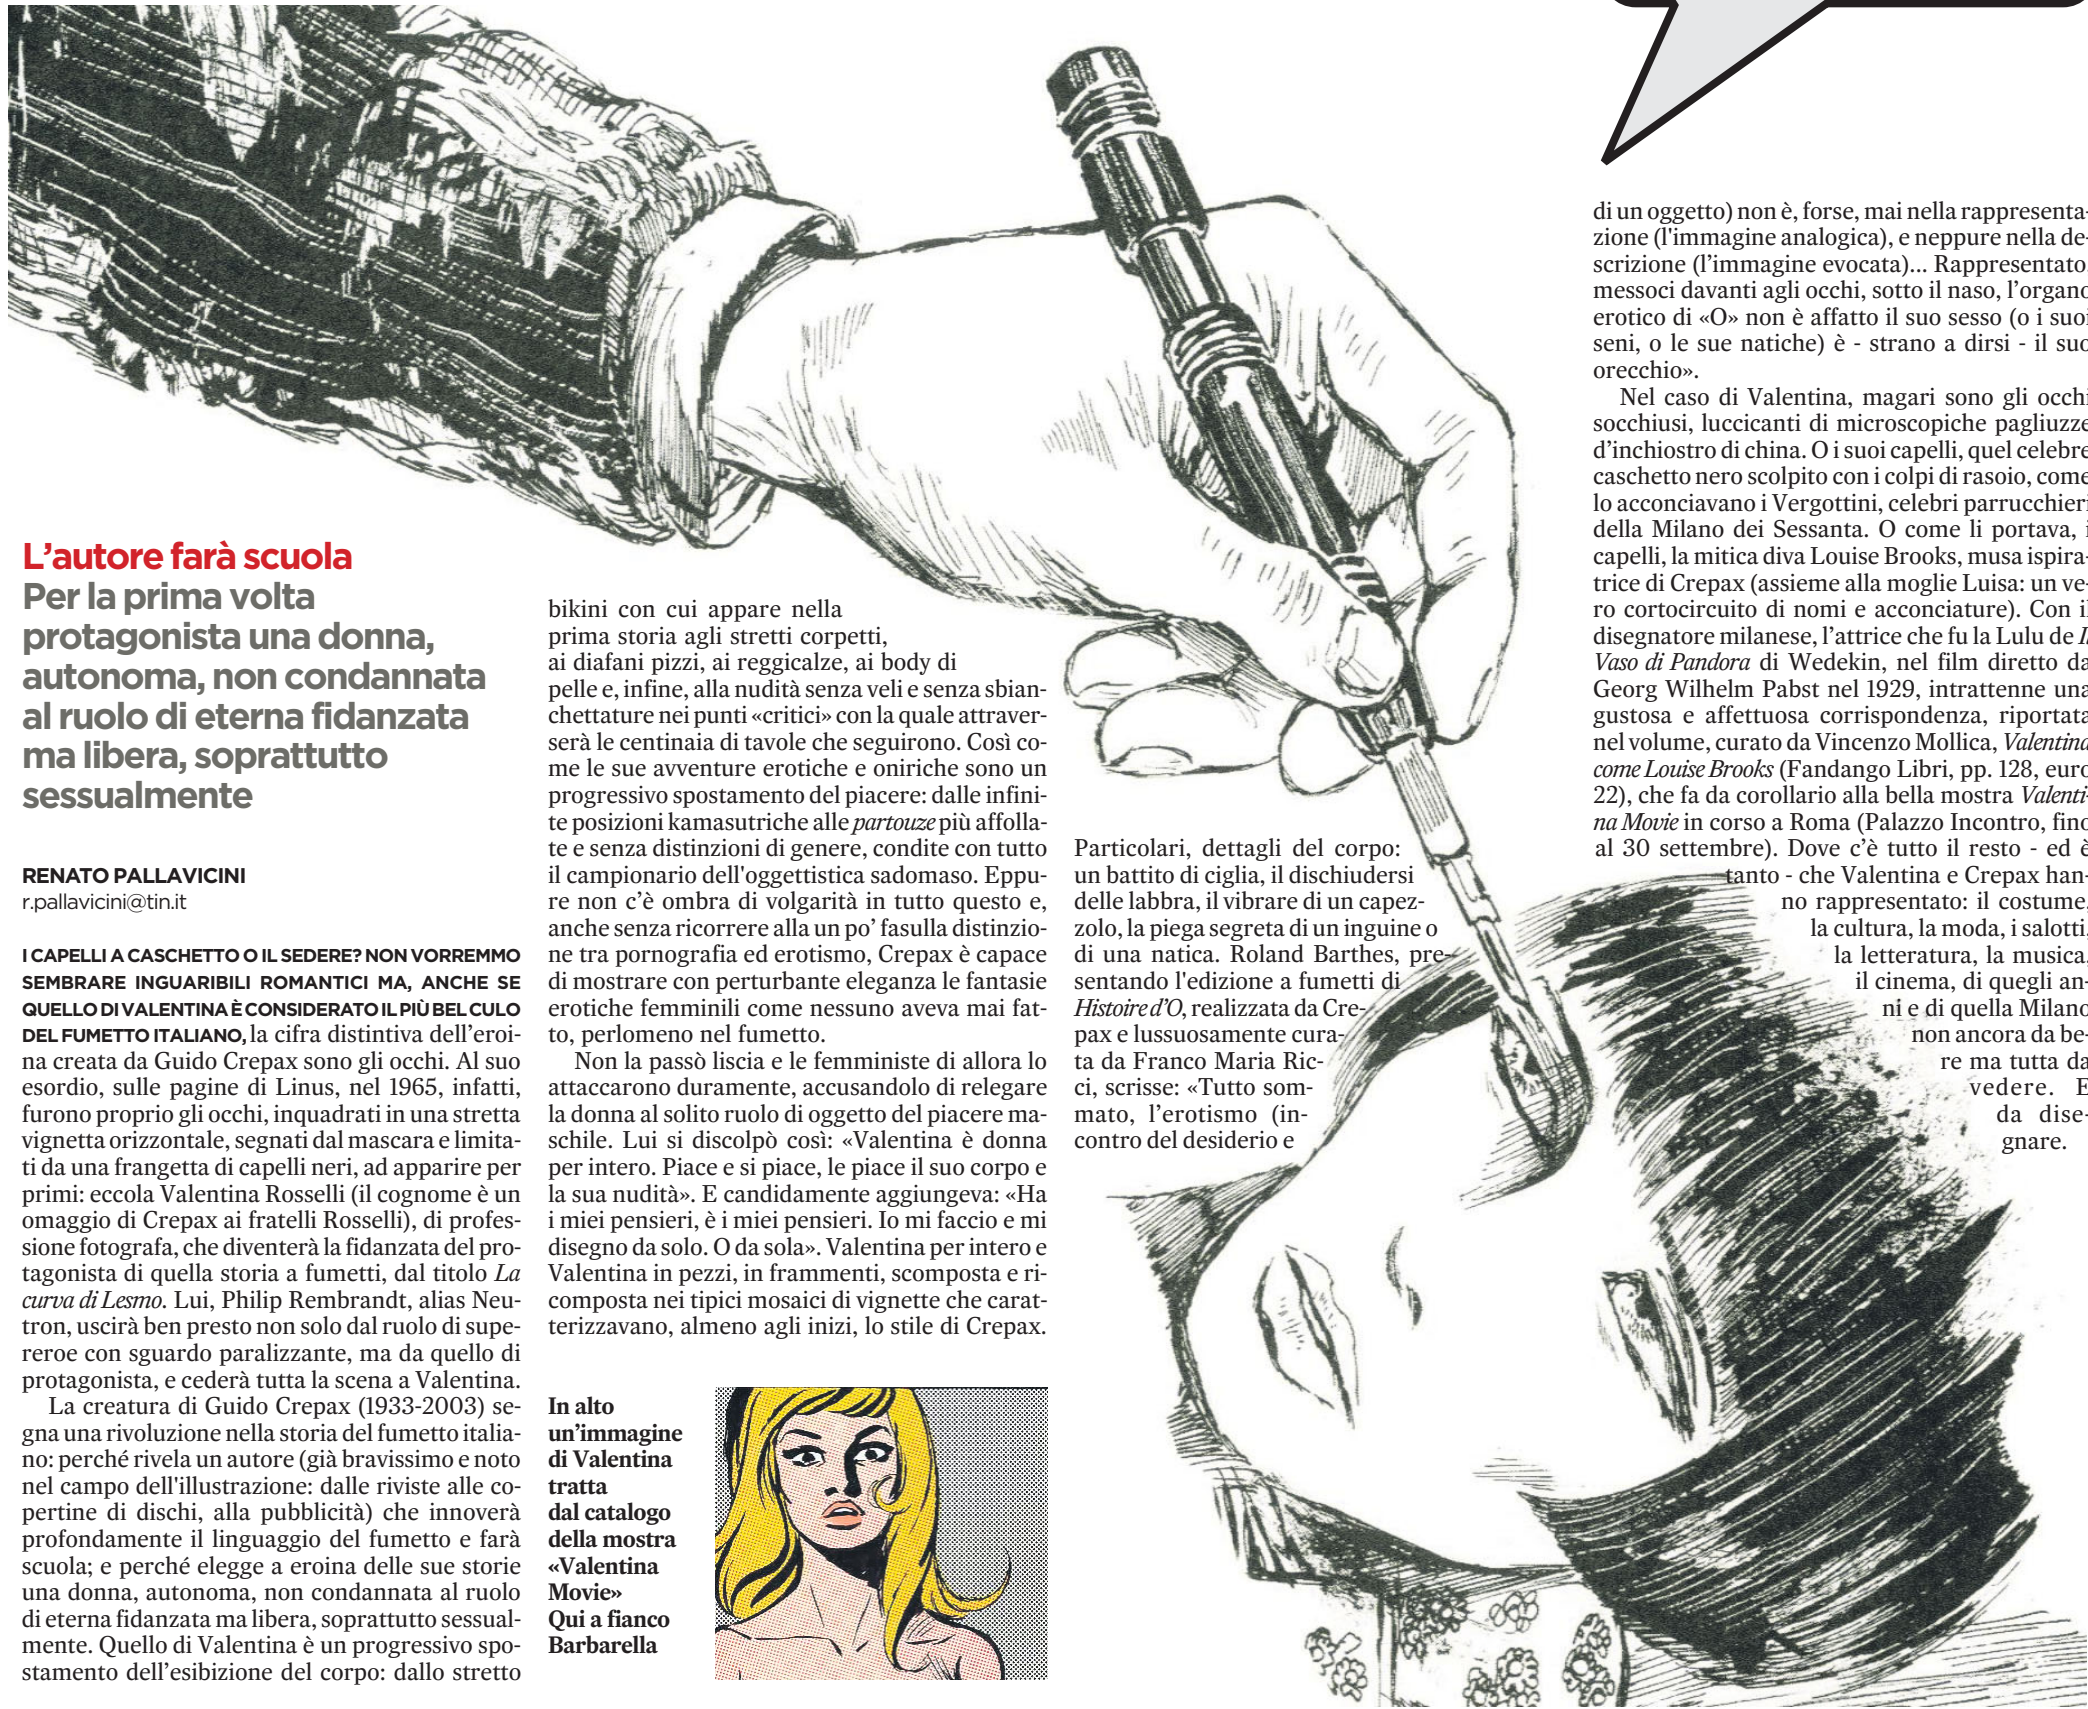 L’autore farà scuola
Per la prima volta
protagonista una donna,
autonoma, non condannata
al ruolo di eterna fidanzata
ma libera, soprattutto
sessualmente
RENATO PALLAVICINI
r.pallavicini@tin.it
I CAPELLI A CASCHETTO O IL SEDERE? NON VORREMMO
SEMBRARE INGUARIBILI ROMANTICI MA, ANCHE SE
QUELLO DI VALENTINA È CONSIDERATO IL PIÙ BEL CULO
DEL FUMETTO ITALIANO, la cifra distintiva dell’eroi-
na creata da Guido Crepax sono gli occhi. Al suo
esordio, sulle pagine di Linus, nel 1965, infatti,
furono proprio gli occhi, inquadrati in una stretta
vignetta orizzontale, segnati dal mascara e limita-
ti da una frangetta di capelli neri, ad apparire per
primi: eccola Valentina Rosselli (il cognome è un
omaggio di Crepax ai fratelli Rosselli), di profes-
sione fotografa, che diventerà la fidanzata del pro-
tagonista di quella storia a fumetti, dal titolo La
curva di Lesmo. Lui, Philip Rembrandt, alias Neu-
tron, uscirà ben presto non solo dal ruolo di supe-
reroe con sguardo paralizzante, ma da quello di
protagonista, e cederà tutta la scena a Valentina.
La creatura di Guido Crepax (1933-2003) se-
gna una rivoluzione nella storia del fumetto italia-
no: perché rivela un autore (già bravissimo e noto
nel campo dell'illustrazione: dalle riviste alle co-
pertine di dischi, alla pubblicità) che innoverà
profondamente il linguaggio del fumetto e farà
scuola; e perché elegge a eroina delle sue storie
una donna, autonoma, non condannata al ruolo
di eterna fidanzata ma libera, soprattutto sessual-
mente. Quello di Valentina è un progressivo spo-
stamento dell’esibizione del corpo: dallo stretto
bikini con cui appare nella
prima storia agli stretti corpetti,
ai diafani pizzi, ai reggicalze, ai body di
pelle e, infine, alla nudità senza veli e senza sbian-
chettature nei punti «critici» con la quale attraver-
serà le centinaia di tavole che seguirono. Così co-
me le sue avventure erotiche e oniriche sono un
progressivo spostamento del piacere: dalle infini-
te posizioni kamasutriche alle partouze più affolla-
te e senza distinzioni di genere, condite con tutto
il campionario dell'oggettistica sadomaso. Eppu-
re non c’è ombra di volgarità in tutto questo e,
anche senza ricorrere alla un po’ fasulla distinzio-
ne tra pornografia ed erotismo, Crepax è capace
di mostrare con perturbante eleganza le fantasie
erotiche femminili come nessuno aveva mai fat-
to, perlomeno nel fumetto.
Non la passò liscia e le femministe di allora lo
attaccarono duramente, accusandolo di relegare
la donna al solito ruolo di oggetto del piacere ma-
schile. Lui si discolpò così: «Valentina è donna
per intero. Piace e si piace, le piace il suo corpo e
la sua nudità». E candidamente aggiungeva: «Ha
i miei pensieri, è i miei pensieri. Io mi faccio e mi
disegno da solo. O da sola». Valentina per intero e
Valentina in pezzi, in frammenti, scomposta e ri-
composta nei tipici mosaici di vignette che carat-
terizzavano, almeno agli inizi, lo stile di Crepax.
In alto
un’immagine
di Valentina
tratta
dal catalogo
della mostra
«Valentina
Movie»
Qui a fianco
Barbarella
Particolari, dettagli del corpo:
un battito di ciglia, il dischiudersi
delle labbra, il vibrare di un capez-
zolo, la piega segreta di un inguine o
di una natica. Roland Barthes, pre-
sentando l'edizione a fumetti di
Histoire d’O, realizzata da Cre-
pax e lussuosamente cura-
ta da Franco Maria Ric-
ci, scrisse: «Tutto som-
mato, l’erotismo (in-
contro del desiderio e
di un oggetto) non è, forse, mai nella rappresenta-
zione (l'immagine analogica), e neppure nella de-
scrizione (l’immagine evocata)... Rappresentato,
messoci davanti agli occhi, sotto il naso, l’organo
erotico di «O» non è affatto il suo sesso (o i suoi
seni, o le sue natiche) è - strano a dirsi - il suo
orecchio».
Nel caso di Valentina, magari sono gli occhi
socchiusi, luccicanti di microscopiche pagliuzze
d’inchiostro di china. O i suoi capelli, quel celebre
caschetto nero scolpito con i colpi di rasoio, come
lo acconciavano i Vergottini, celebri parrucchieri
della Milano dei Sessanta. O come li portava, i
capelli, la mitica diva Louise Brooks, musa ispira-
trice di Crepax (assieme alla moglie Luisa: un ve-
ro cortocircuito di nomi e acconciature). Con il
disegnatore milanese, l’attrice che fu la Lulu de Il
Vaso di Pandora di Wedekin, nel film diretto da
Georg Wilhelm Pabst nel 1929, intrattenne una
gustosa e affettuosa corrispondenza, riportata
nel volume, curato da Vincenzo Mollica, Valentina
come Louise Brooks (Fandango Libri, pp. 128, euro
22), che fa da corollario alla bella mostra Valenti-
na Movie in corso a Roma (Palazzo Incontro, fino
al 30 settembre). Dove c’è tutto il resto - ed è
tanto - che Valentina e Crepax han-
no rappresentato: il costume,
la cultura, la moda, i salotti,
la letteratura, la musica,
il cinema, di quegli an-
ni e di quella Milano
non ancora da be-
re ma tutta da
vedere. E
da dise-
gnare.